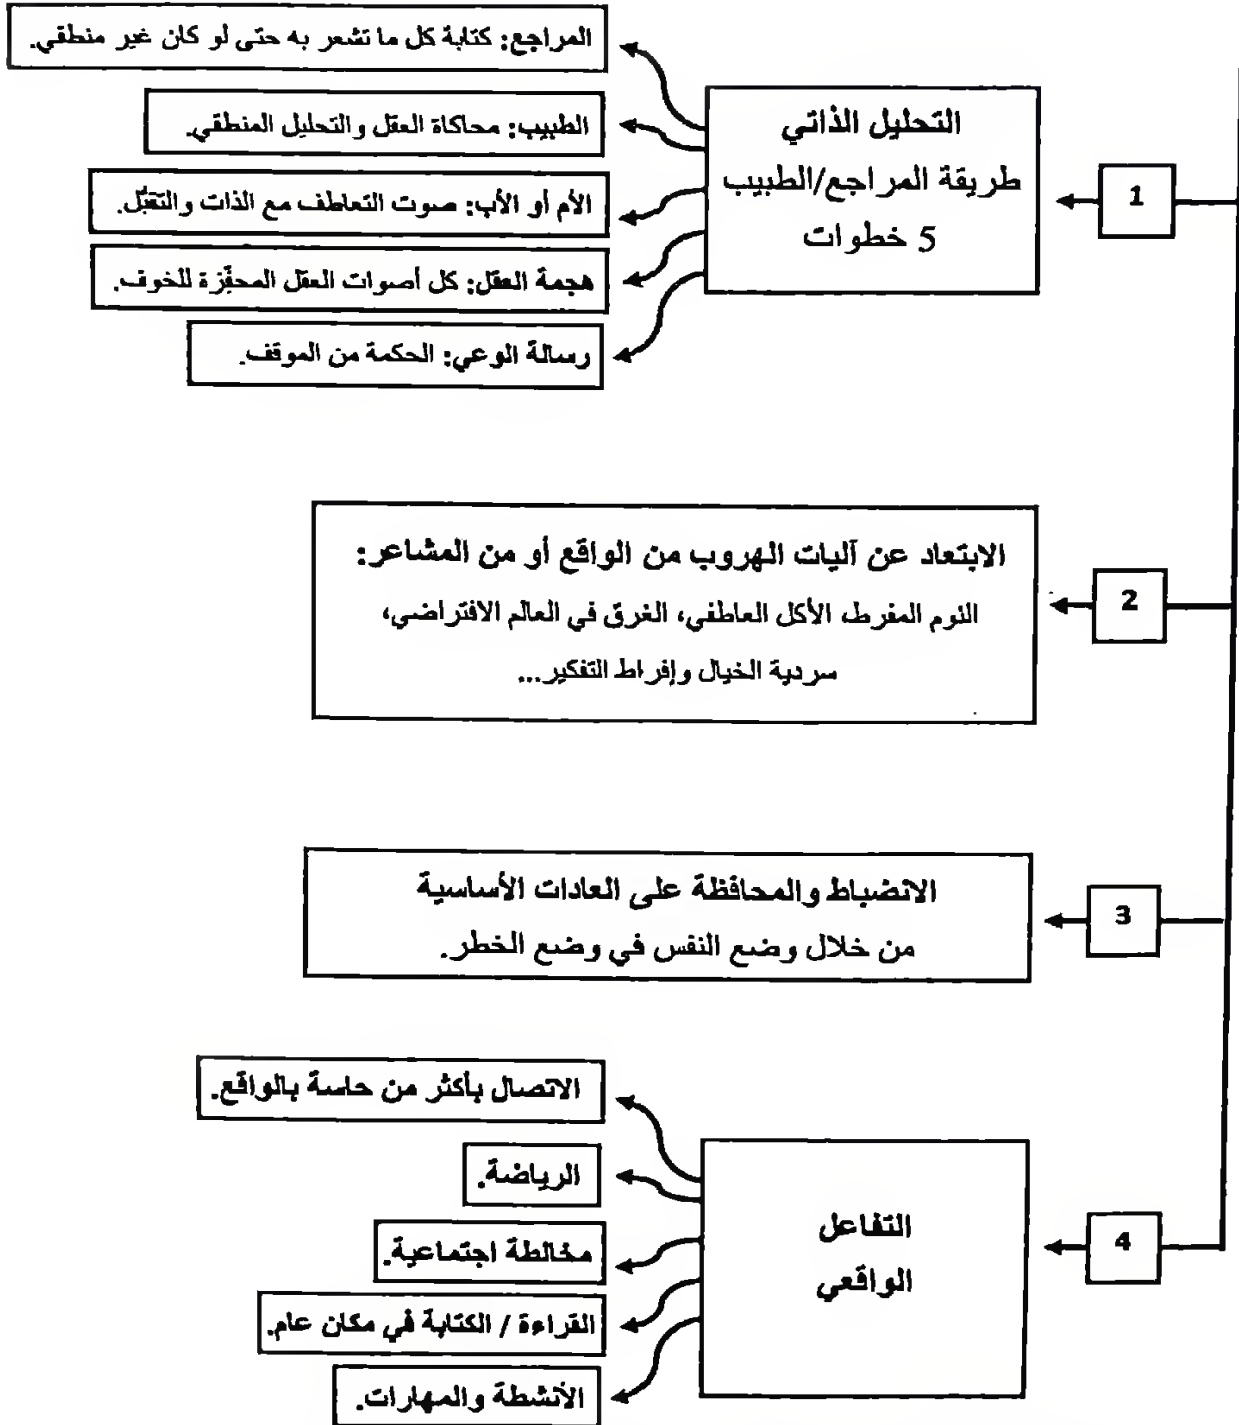 1
التحليل الذاتي
طريقة المراجع/الطبيب
5 خطوات
المراجع: كتابة كل ما تشعر به حتى لو كان غير منطقي.
الطبيب: محاكاة العقل والتحليل المنطقي.
الأم أو الأب: صوت التعاطف مع الذات والتقبّل.
هجمة العقل: كل أصوات العقل المحفّزة للخوف.
رسالة الوعي: الحكمة من الموقف.
2
الابتعاد عن آليات الهروب من الواقع أو من المشاعر:
النوم المفرط، الأكل العاطفي، الغرق في العالم الافتراضي،
سردية الخيال وإفراط التفكير...
3
الانضباط والمحافظة على العادات الأساسية
من خلال وضع النفس في وضع الخطر.
4
التفاعل
الواقعي
الاتصال بأكثر من حاسة بالواقع.
الرياضة.
مخالطة اجتماعية.
القراءة / الكتابة في مكان عام.
الأنشطة والمهارات.